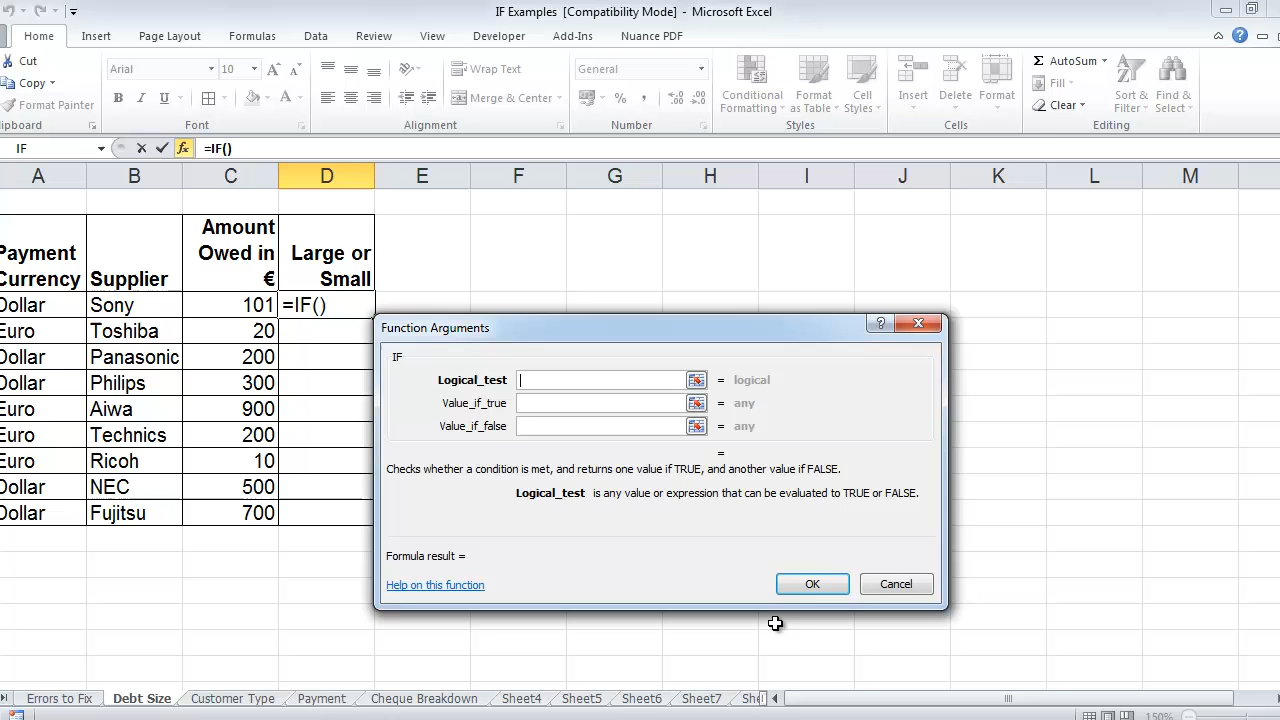 IF Examples [Compatibility Mode] - Microsoft Excel
Home Insert Page Layout Formulas Data Review View Developer Add-Ins Nuance PDF
Cut
Copy
Format Painter
lipboard
Arial 10
B I U A
Font
Wrap Text
Merge & Center
Alignment
General
% ,
Number
Conditional Formatting
Format as Table
Cell Styles
Styles
Insert Delete Format
Cells
Σ AutoSum
Fill
Clear
Sort & Filter
Find & Select
Editing
IF fx =IF()
A B C D E F G H I J K L M
Payment Currency Supplier Amount Owed in € Large or Small
Dollar Sony 101 =IF()
Euro Toshiba 20
Dollar Panasonic 200
Dollar Philips 300
Euro Aiwa 900
Euro Technics 200
Euro Ricoh 10
Dollar NEC 500
Dollar Fujitsu 700
Function Arguments
IF
Logical_test = logical
Value_if_true = any
Value_if_false = any
=
Checks whether a condition is met, and returns one value if TRUE, and another value if FALSE.
Logical_test is any value or expression that can be evaluated to TRUE or FALSE.
Formula result =
Help on this function
OK Cancel
Errors to Fix Debt Size Customer Type Payment Cheque Breakdown Sheet4 Sheet5 Sheet6 Sheet7 She
150%